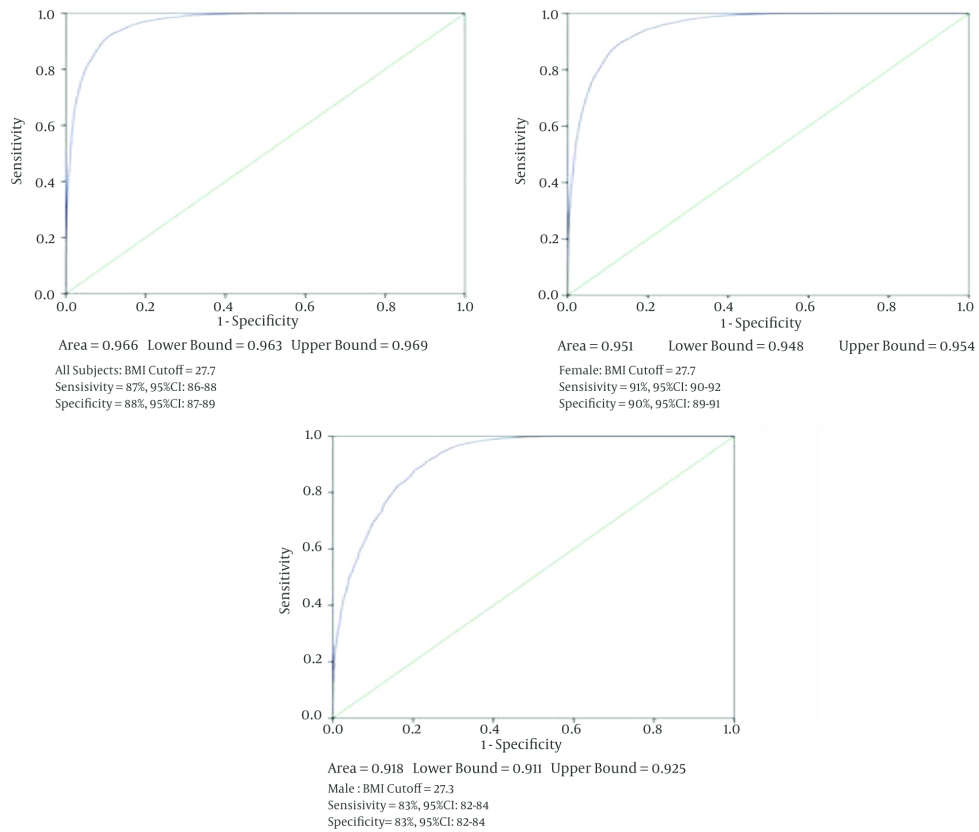 1.0
0.8
0.6
0.4
0.2
0.0
Sensitivity
0.0 0.2 0.4 0.6 0.8 1.0
1 - Specificity
Area = 0.966 Lower Bound = 0.963 Upper Bound = 0.969
All Subjects: BMI Cutoff = 27.7
Sensisivity = 87%, 95%CI: 86-88
Specificity = 88%, 95%CI: 87-89
1.0
0.8
0.6
0.4
0.2
0.0
Sensitivity
0.0 0.2 0.4 0.6 0.8 1.0
1 - Specificity
Area = 0.951 Lower Bound = 0.948 Upper Bound = 0.954
Female: BMI Cutoff = 27.7
Sensisivity = 91%, 95%CI: 90-92
Specificity = 90%, 95%CI: 89-91
1.0
0.8
0.6
0.4
0.2
0.0
Sensitivity
0.0 0.2 0.4 0.6 0.8 1.0
1 - Specificity
Area = 0.918 Lower Bound = 0.911 Upper Bound = 0.925
Male : BMI Cutoff = 27.3
Sensisivity = 83%, 95%CI: 82-84
Specificity= 83%, 95%CI: 82-84